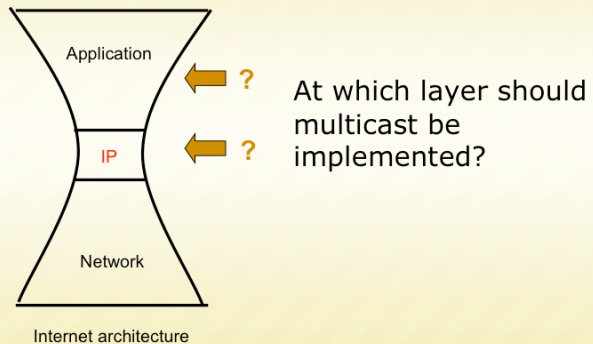 Application
?
At which layer should
multicast be
implemented?
IP
?
Network
Internet architecture